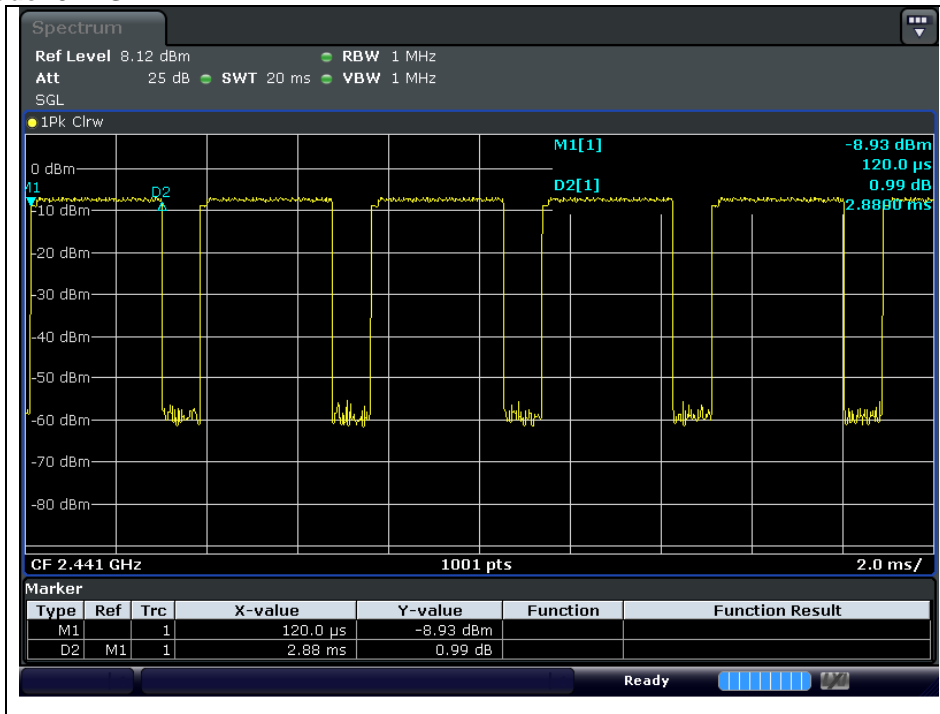 Spectrum
Ref Level 8.12 dBm RBW 1 MHz
Att 25 dB SWT 20 ms VBW 1 MHz
SGL
1Pk Clrw
M1[1] -8.93 dBm
120.0 µs
D2[1] 0.99 dB
2.8800 ms
0 dBm
M1
D2
-10 dBm
-20 dBm
-30 dBm
-40 dBm
-50 dBm
-60 dBm
-70 dBm
-80 dBm
CF 2.441 GHz 1001 pts 2.0 ms/
Marker
Type Ref Trc X-value Y-value Function Function Result
M1 1 120.0 µs -8.93 dBm
D2 M1 1 2.88 ms 0.99 dB
Ready